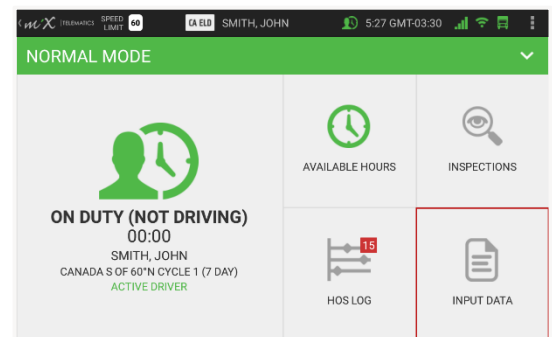 mX TELEMATICS SPEED LIMIT 60 CA ELD SMITH, JOHN 5:27 GMT-03:30
NORMAL MODE
ON DUTY (NOT DRIVING)
00:00
SMITH, JOHN
CANADA S OF 60°N CYCLE 1 (7 DAY)
ACTIVE DRIVER
AVAILABLE HOURS
INSPECTIONS
15
HOS LOG
INPUT DATA